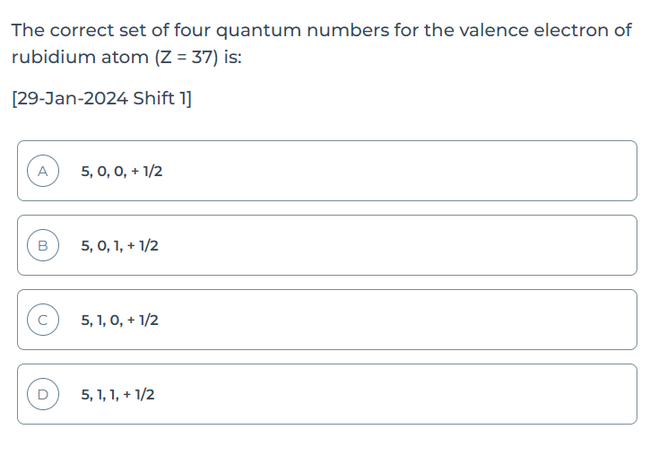 The correct set of four quantum numbers for the valence electron of
rubidium atom (Z = 37) is:
[29-Jan-2024 Shift 1]
A 5, 0, 0, + 1/2
B 5, 0, 1, + 1/2
C 5, 1, 0, + 1/2
D 5, 1, 1, + 1/2